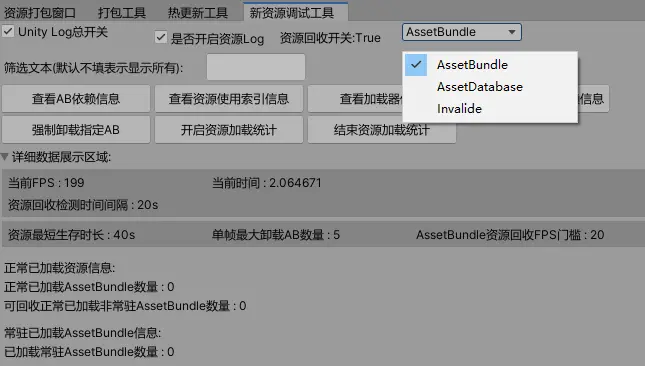 资源打包窗口 打包工具 热更新工具 新资源调试工具
Unity Log总开关 是否开启资源Log 资源回收开关:True AssetBundle
AssetBundle
AssetDatabase
Invalide
筛选文本(默认不填表示显示所有):
查看AB依赖信息 查看资源使用索引信息 查看加载器 信息
强制卸载指定AB 开启资源加载统计 结束资源加载统计
详细数据展示区域:
当前FPS : 199 当前时间 : 2.064671
资源回收检测时间间隔 : 20s
资源最短生存时长 : 40s 单帧最大卸载AB数量 : 5 AssetBundle资源回收FPS门槛 : 20
正常已加载资源信息:
正常已加载AssetBundle数量 : 0
可回收正常已加载非常驻AssetBundle数量 : 0
常驻已加载AssetBundle信息:
已加载常驻AssetBundle数量 : 0